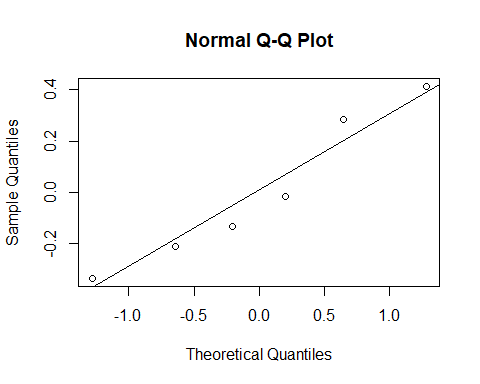 Normal Q-Q Plot
Sample Quantiles
0.4
0.2
0.0
-0.2
-1.0 -0.5 0.0 0.5 1.0
Theoretical Quantiles